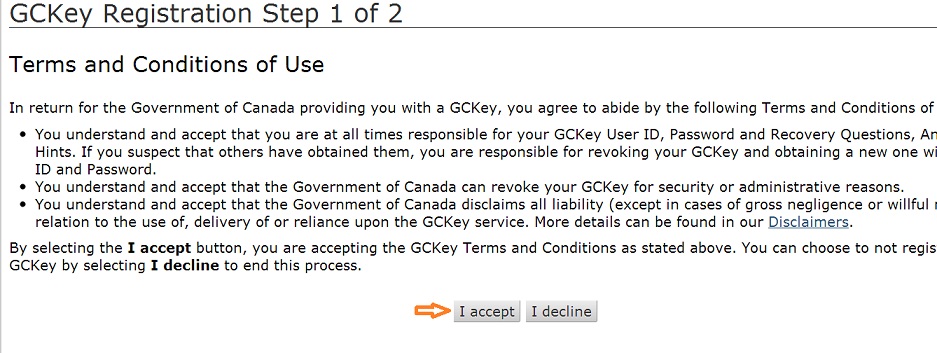 GCKey Registration Step 1 of 2
Terms and Conditions of Use
In return for the Government of Canada providing you with a GCKey, you agree to abide by the following Terms and Conditions of
• You understand and accept that you are at all times responsible for your GCKey User ID, Password and Recovery Questions, An
Hints. If you suspect that others have obtained them, you are responsible for revoking your GCKey and obtaining a new one wi
ID and Password.
• You understand and accept that the Government of Canada can revoke your GCKey for security or administrative reasons.
• You understand and accept that the Government of Canada disclaims all liability (except in cases of gross negligence or willful
relation to the use of, delivery of or reliance upon the GCKey service. More details can be found in our Disclaimers.
By selecting the I accept button, you are accepting the GCKey Terms and Conditions as stated above. You can choose to not regis
GCKey by selecting I decline to end this process.
I accept I decline